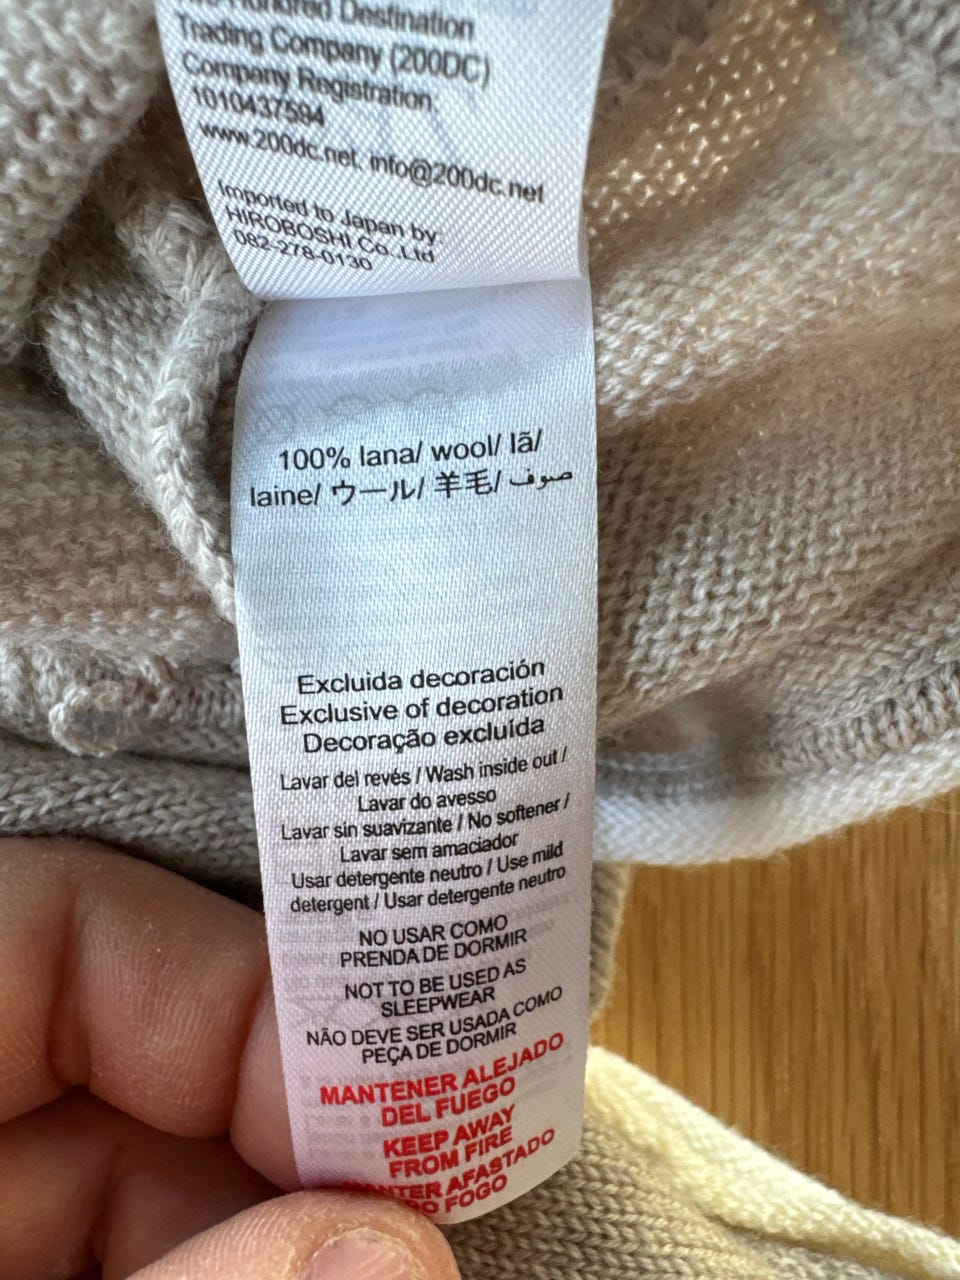 Hundred Destination
Trading Company (200DC)
Company Registration:
1010437594
www.200dc.net. info@200dc.net
Imported to Japan by:
HIROBOSHI Co.,Ltd
082-278-0130
100% lana/ wool/ lã/
laine/ ウール/ 羊毛/ صوف
Excluida decoración
Exclusive of decoration
Decoração excluída
Lavar del revés / Wash inside out /
Lavar do avesso
Lavar sin suavizante / No softener /
Lavar sem amaciador
Usar detergente neutro / Use mild
detergent / Usar detergente neutro
NO USAR COMO
PRENDA DE DORMIR
NOT TO BE USED AS
SLEEPWEAR
NÃO DEVE SER USADA COMO
PEÇA DE DORMIR
MANTENER ALEJADO
DEL FUEGO
KEEP AWAY
FROM FIRE
AFASTADO
FOGO